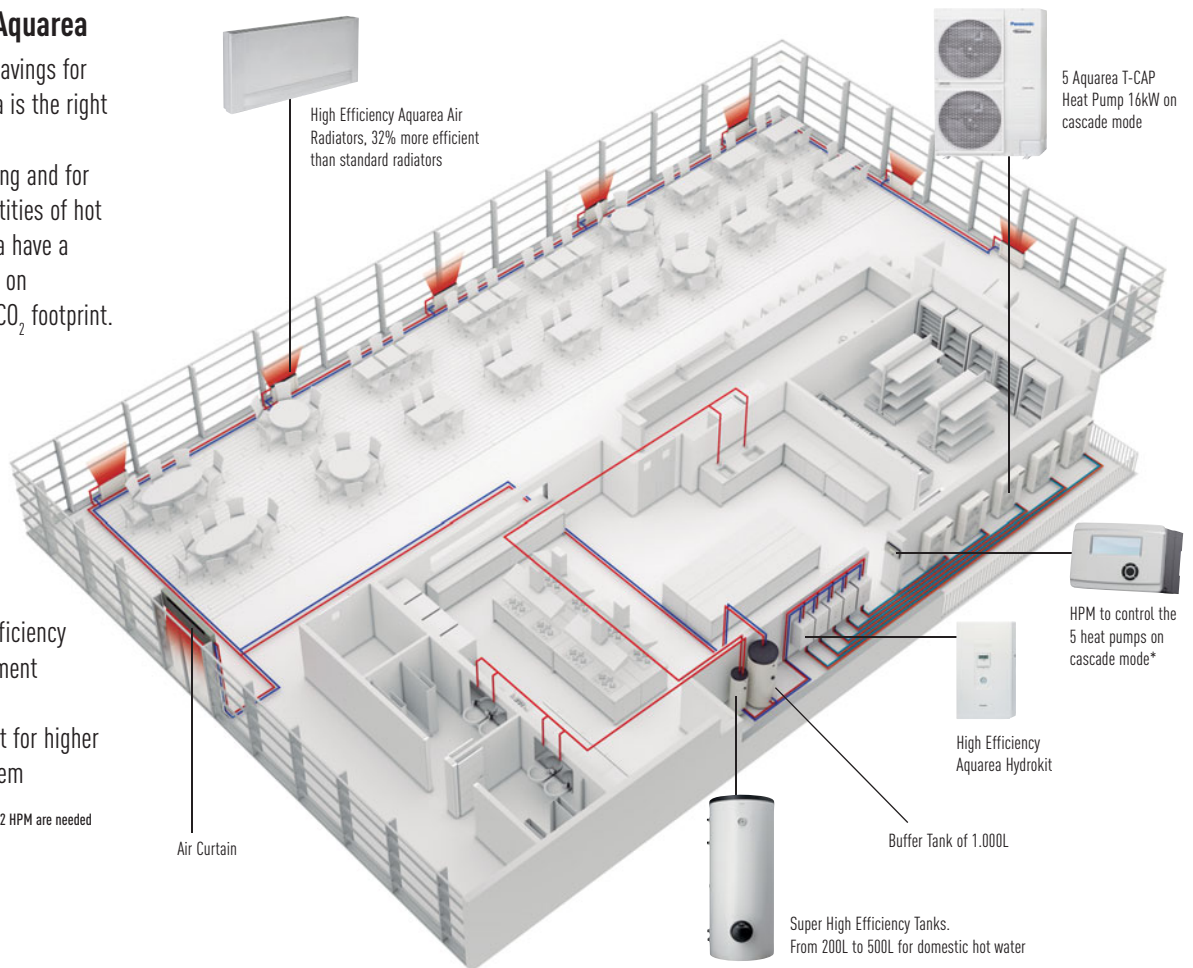 Aquarea
avings for
a is the right
ng and for
tities of hot
a have a
on
CO₂ footprint.
ficiency
ment
t for higher
em
2 HPM are needed
High Efficiency Aquarea Air
Radiators, 32% more efficient
than standard radiators
Panasonic
5 Aquarea T-CAP
Heat Pump 16kW on
cascade mode
HPM to control the
5 heat pumps on
cascade mode*
High Efficiency
Aquarea Hydrokit
Buffer Tank of 1.000L
Super High Efficiency Tanks.
From 200L to 500L for domestic hot water
Air Curtain